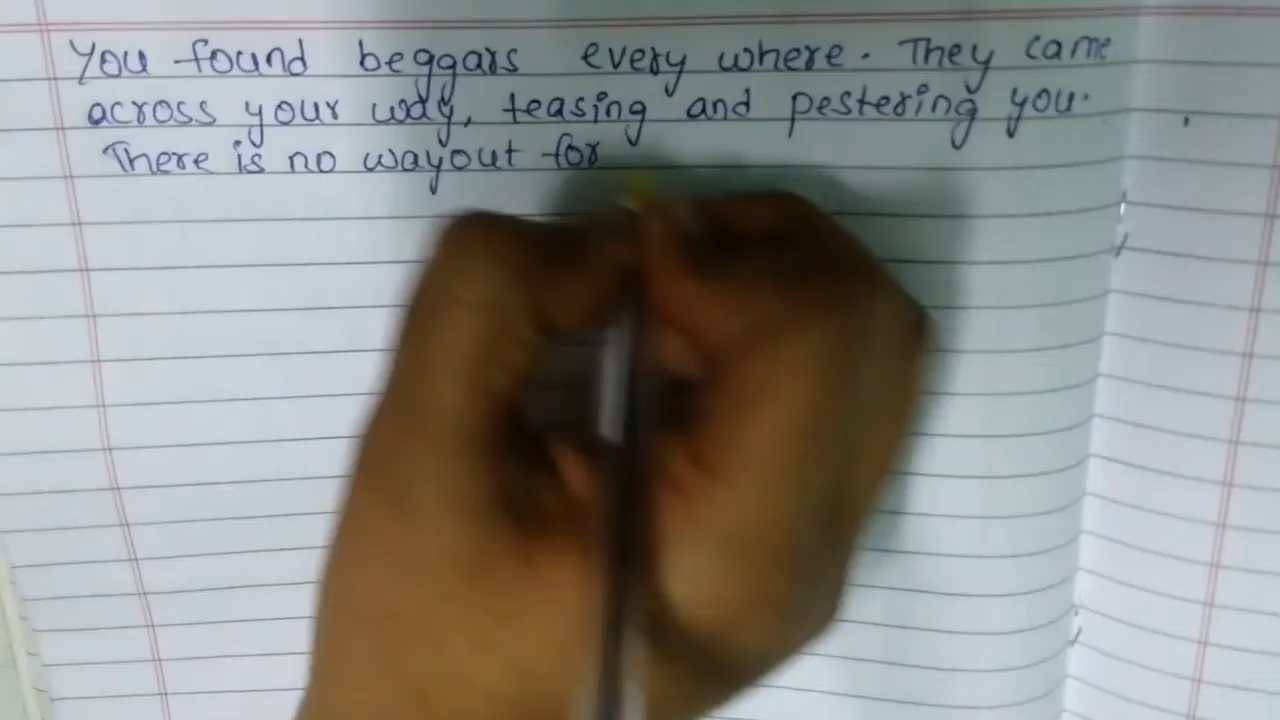 You found beggars every where. They came
across your way, teasing and pestering you.
There is no wayout for